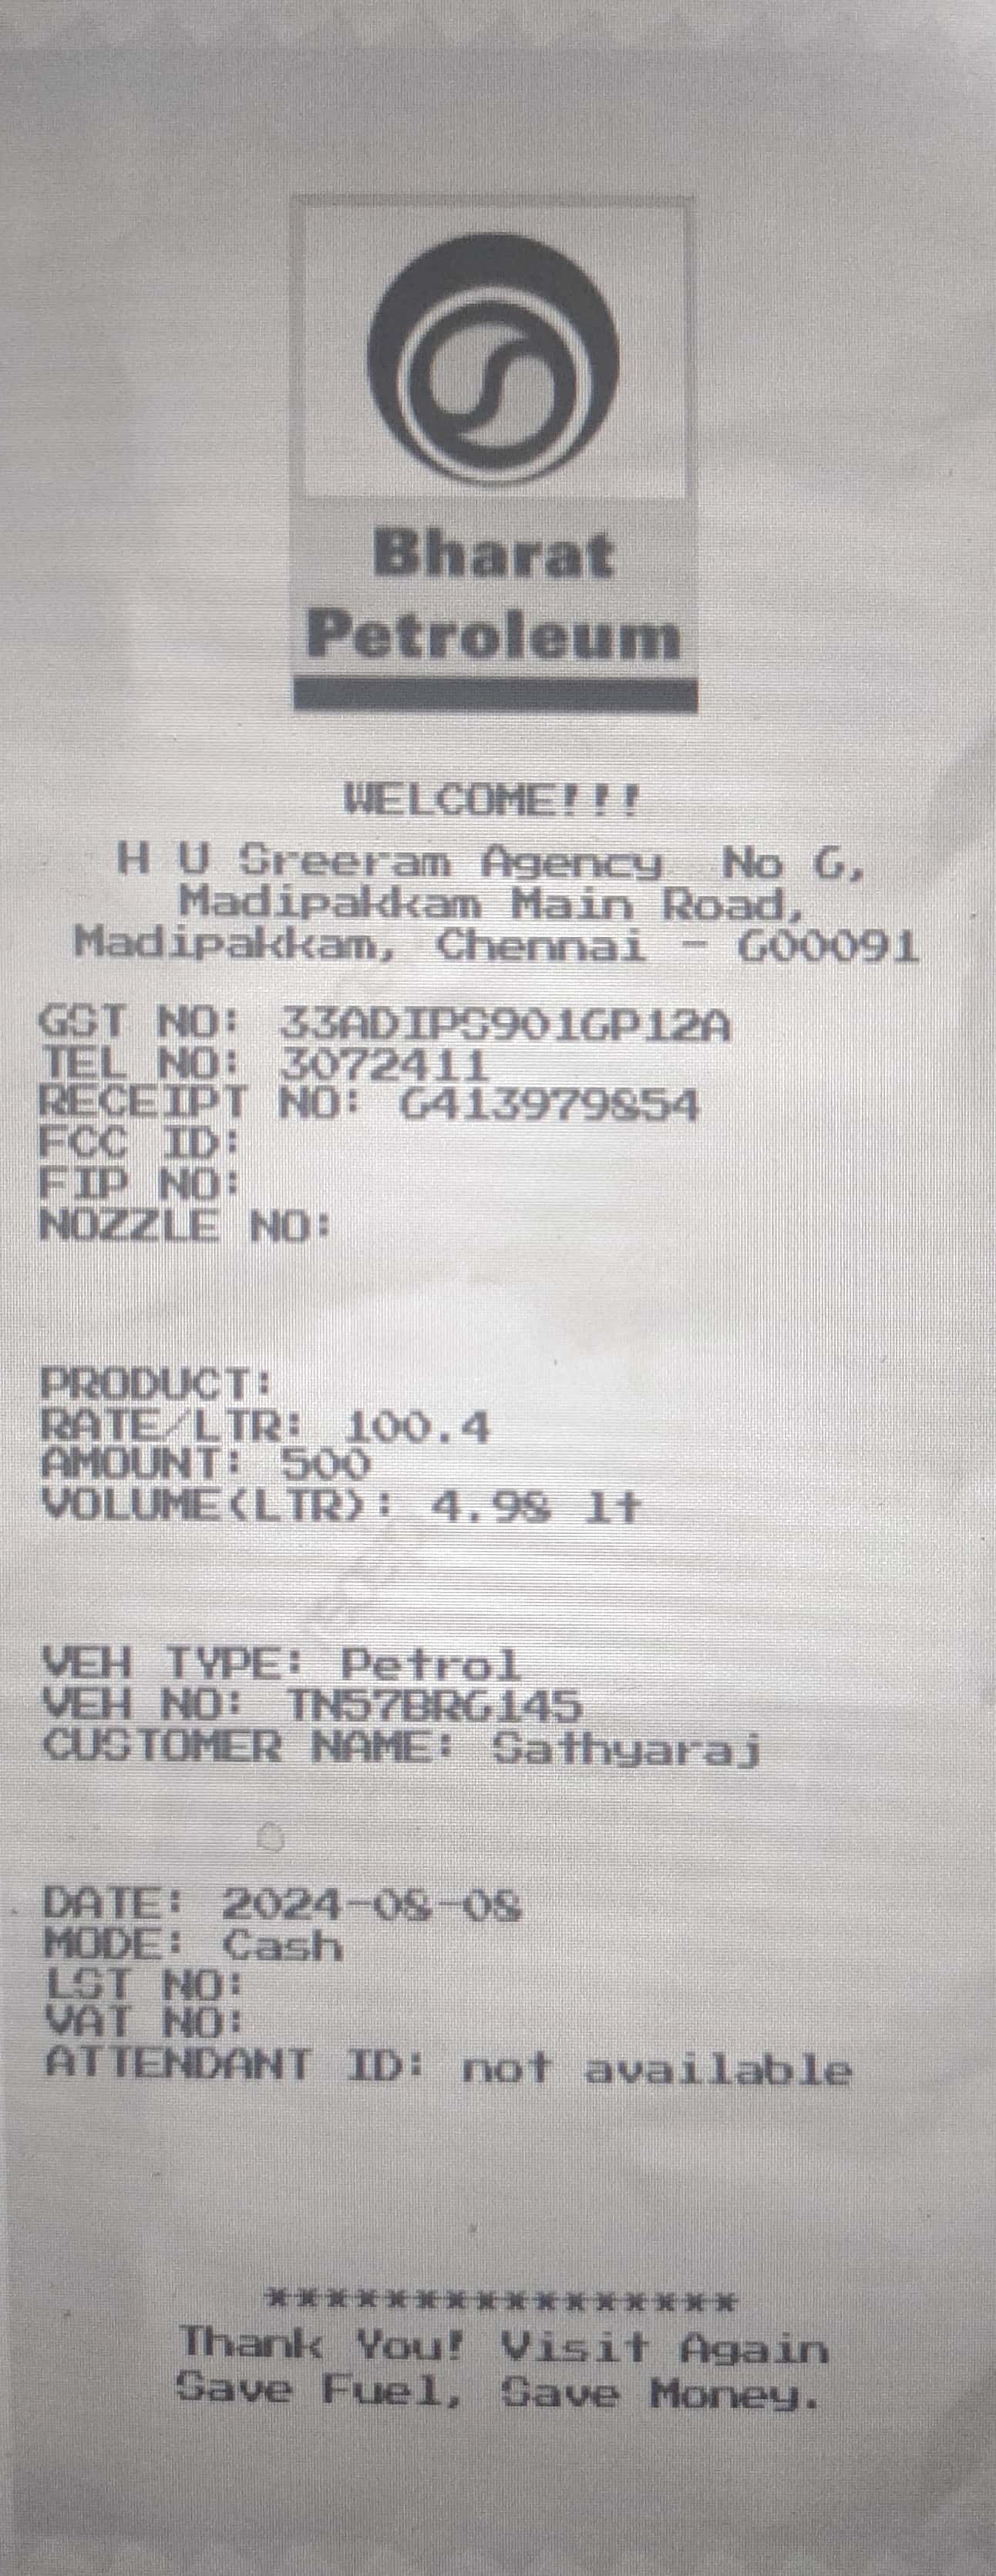 Bharat
Petroleum
WELCOME!!!
H U Sreeram Agency No 6,
Madipakkam Main Road,
Madipakkam, Chennai - 600091
GST NO: 33ADIPS9016P12A
TEL NO: 3072411
RECEIPT NO: 6413979854
FCC ID:
FIP NO:
NOZZLE NO:
PRODUCT:
RATE/LTR: 100.4
AMOUNT: 500
VOLUME(LTR): 4.98 lt
VEH TYPE: Petrol
VEH NO: TN57BR6145
CUSTOMER NAME: Sathyaraj
DATE: 2024-08-08
MODE: Cash
LST NO:
VAT NO:
ATTENDANT ID: not available
****************
Thank You! Visit Again
Save Fuel, Save Money.